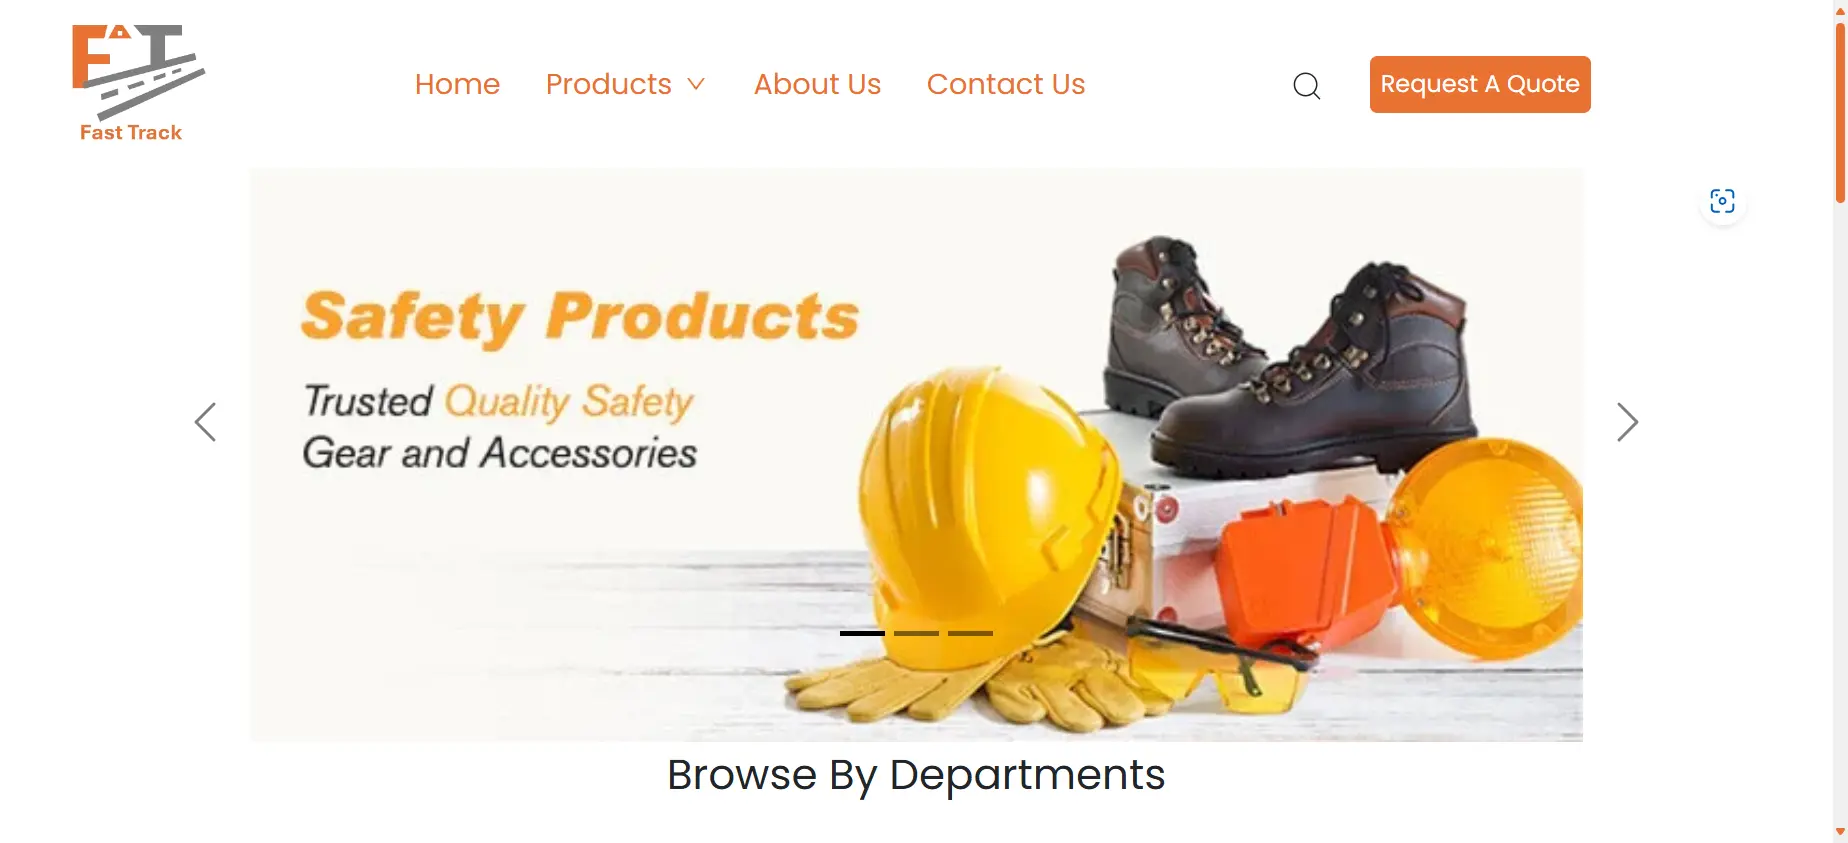 FT
Fast Track
Home
Products
About Us
Contact Us
Request A Quote
Safety Products
Trusted Quality Safety
Gear and Accessories
Browse By Departments